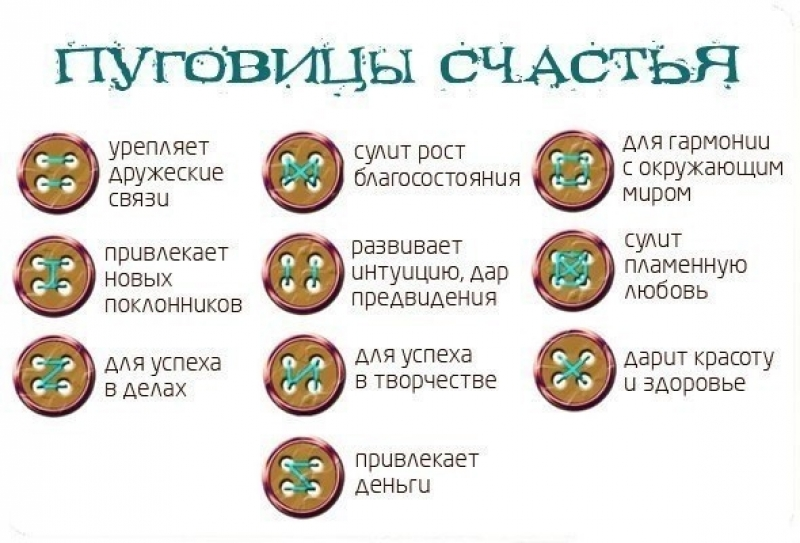 ПУГОВИЦЫ СЧАСТЬЯ
урепляет
дружеские
связи
сулит рост
благосостояния
для гармонии
с окружающим
миром
привлекает
новых
поклонников
развивает
интуицию, дар
предвидения
сулит
пламенную
любовь
для успеха
в делах
для успеха
в творчестве
дарит красоту
и здоровье
привлекает
деньги